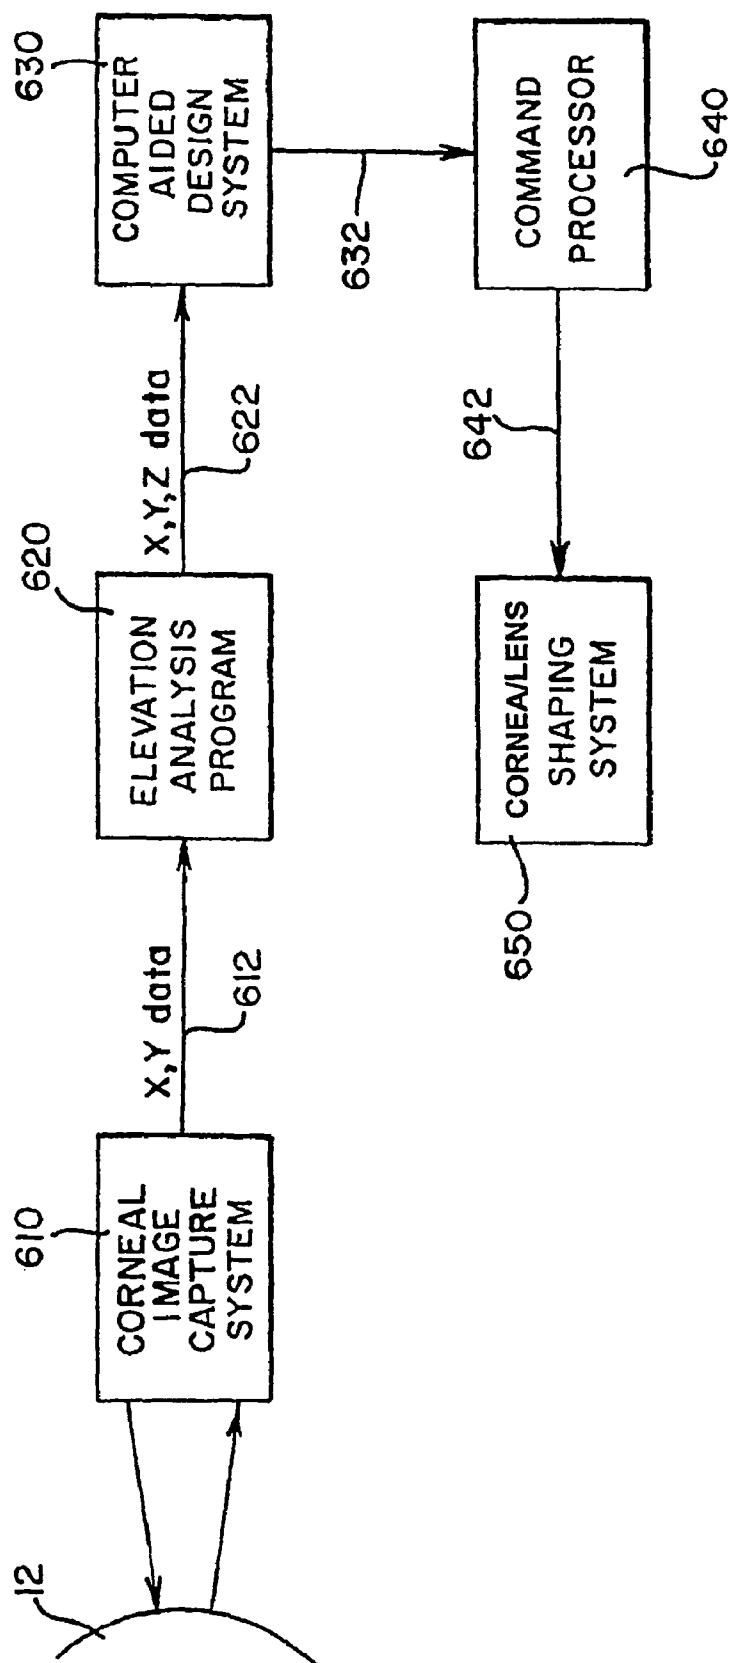 12
610
CORNEAL
IMAGE
CAPTURE
SYSTEM
X,Y data
612
620
ELEVATION
ANALYSIS
PROGRAM
X,Y,Z data
622
630
COMPUTER
AIDED
DESIGN
SYSTEM
632
COMMAND
PROCESSOR
640
642
CORNEA/LENS
SHAPING
SYSTEM
650